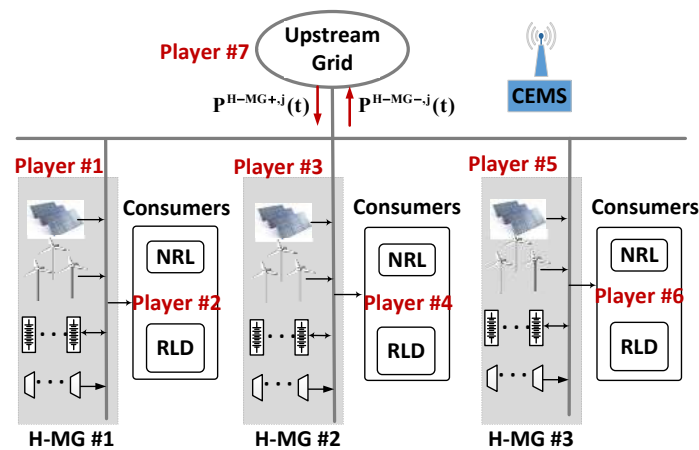 Upstream
Grid
Player #7
P^{H-MG+,j}(t)
P^{H-MG-,j}(t)
CEMS
Player #1
Player #3
Player #5
Consumers
Consumers
Consumers
NRL
NRL
NRL
Player #2
Player #4
Player #6
RLD
RLD
RLD
H-MG #1
H-MG #2
H-MG #3